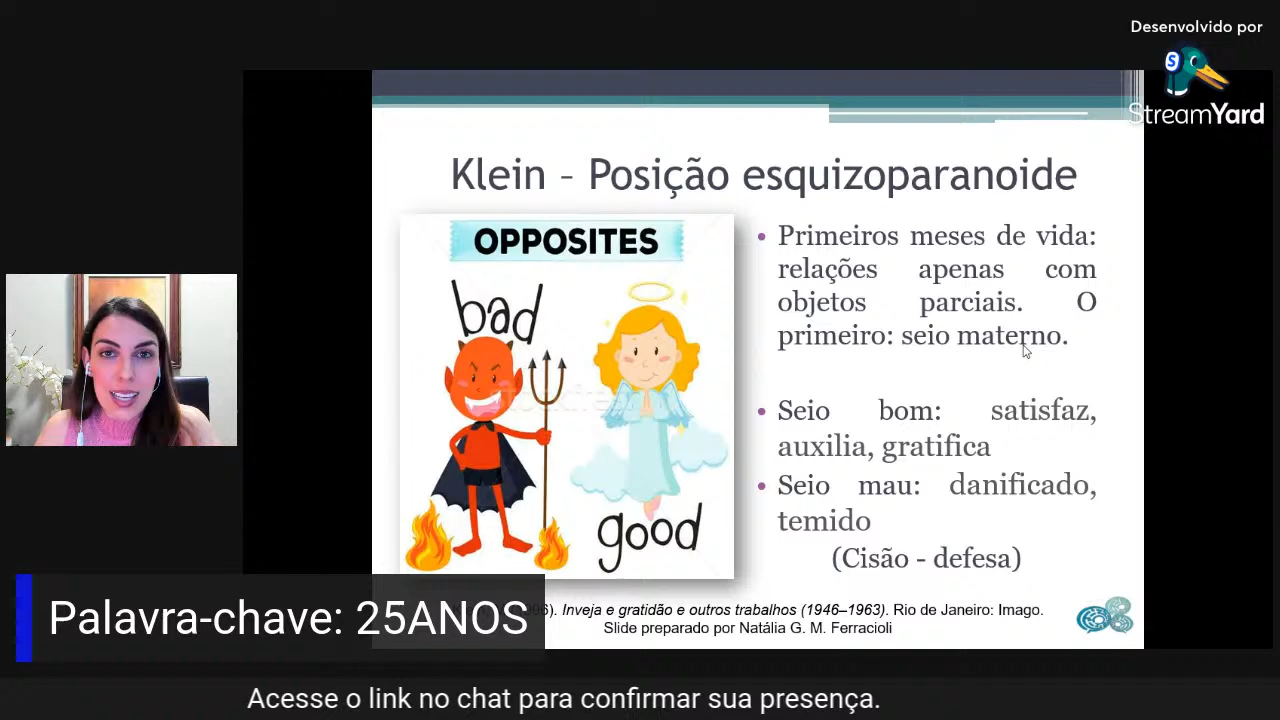 Desenvolvido por
StreamYard
Klein – Posição esquizoparanoide
OPPOSITES
bad
good
• Primeiros meses de vida:
relações apenas com
objetos parciais. O
primeiro: seio materno.
• Seio bom: satisfaz,
auxilia, gratifica
• Seio mau: danificado,
temido
(Cisão - defesa)
96). Inveja e gratidão e outros trabalhos (1946–1963). Rio de Janeiro: Imago.
Slide preparado por Natália G. M. Ferracioli
Palavra-chave: 25ANOS
Acesse o link no chat para confirmar sua presença.